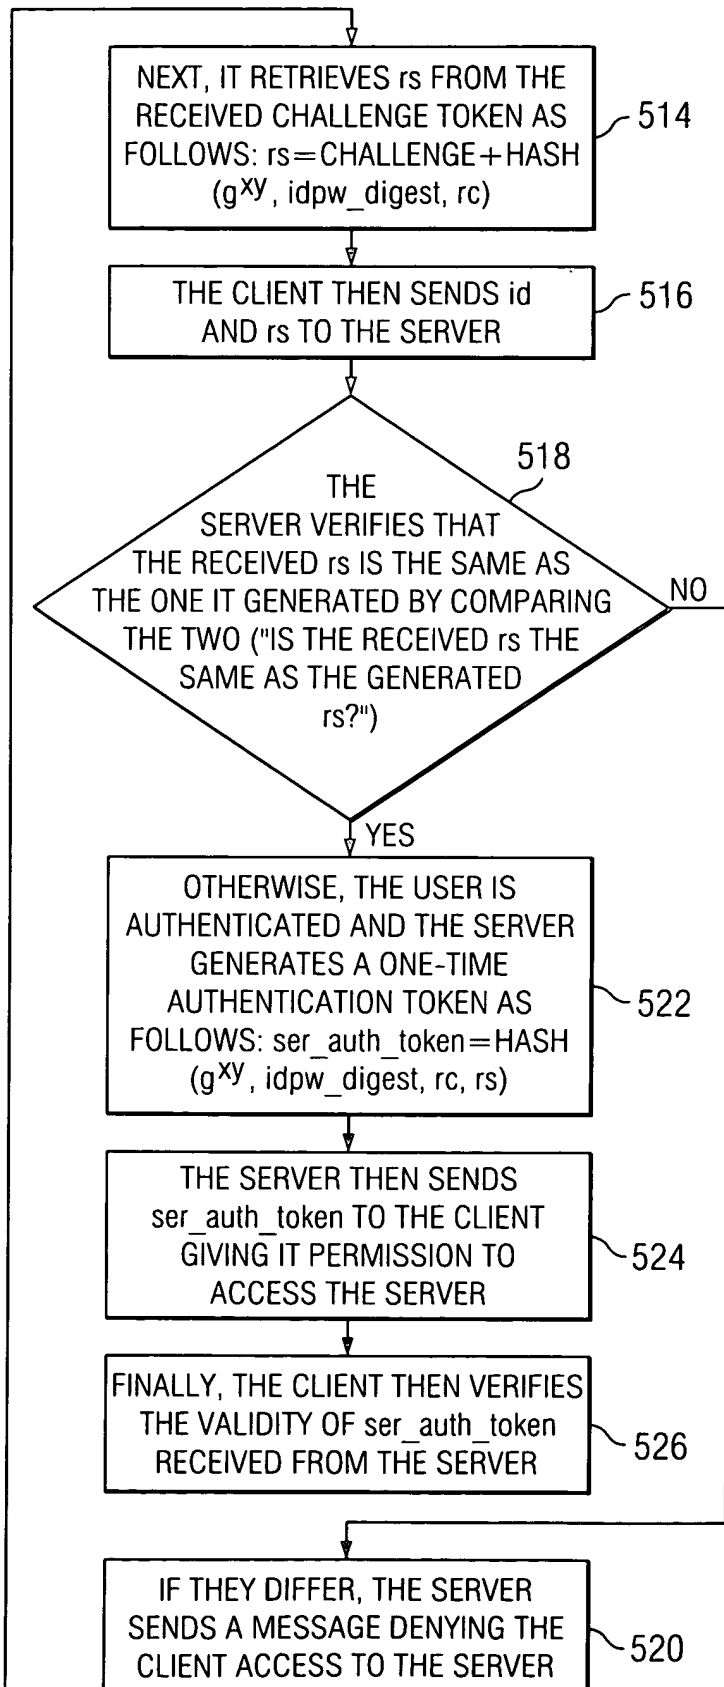 NEXT, IT RETRIEVES rs FROM THE
RECEIVED CHALLENGE TOKEN AS
FOLLOWS: rs=CHALLENGE+HASH
(g^xy, idpw_digest, rc)
514
THE CLIENT THEN SENDS id
AND rs TO THE SERVER
516
518
THE
SERVER VERIFIES THAT
THE RECEIVED rs IS THE SAME AS
THE ONE IT GENERATED BY COMPARING
THE TWO ("IS THE RECEIVED rs THE
SAME AS THE GENERATED
rs?")
NO
YES
OTHERWISE, THE USER IS
AUTHENTICATED AND THE SERVER
GENERATES A ONE-TIME
AUTHENTICATION TOKEN AS
FOLLOWS: ser_auth_token=HASH
(g^xy, idpw_digest, rc, rs)
522
THE SERVER THEN SENDS
ser_auth_token TO THE CLIENT
GIVING IT PERMISSION TO
ACCESS THE SERVER
524
FINALLY, THE CLIENT THEN VERIFIES
THE VALIDITY OF ser_auth_token
RECEIVED FROM THE SERVER
526
IF THEY DIFFER, THE SERVER
SENDS A MESSAGE DENYING THE
CLIENT ACCESS TO THE SERVER
520